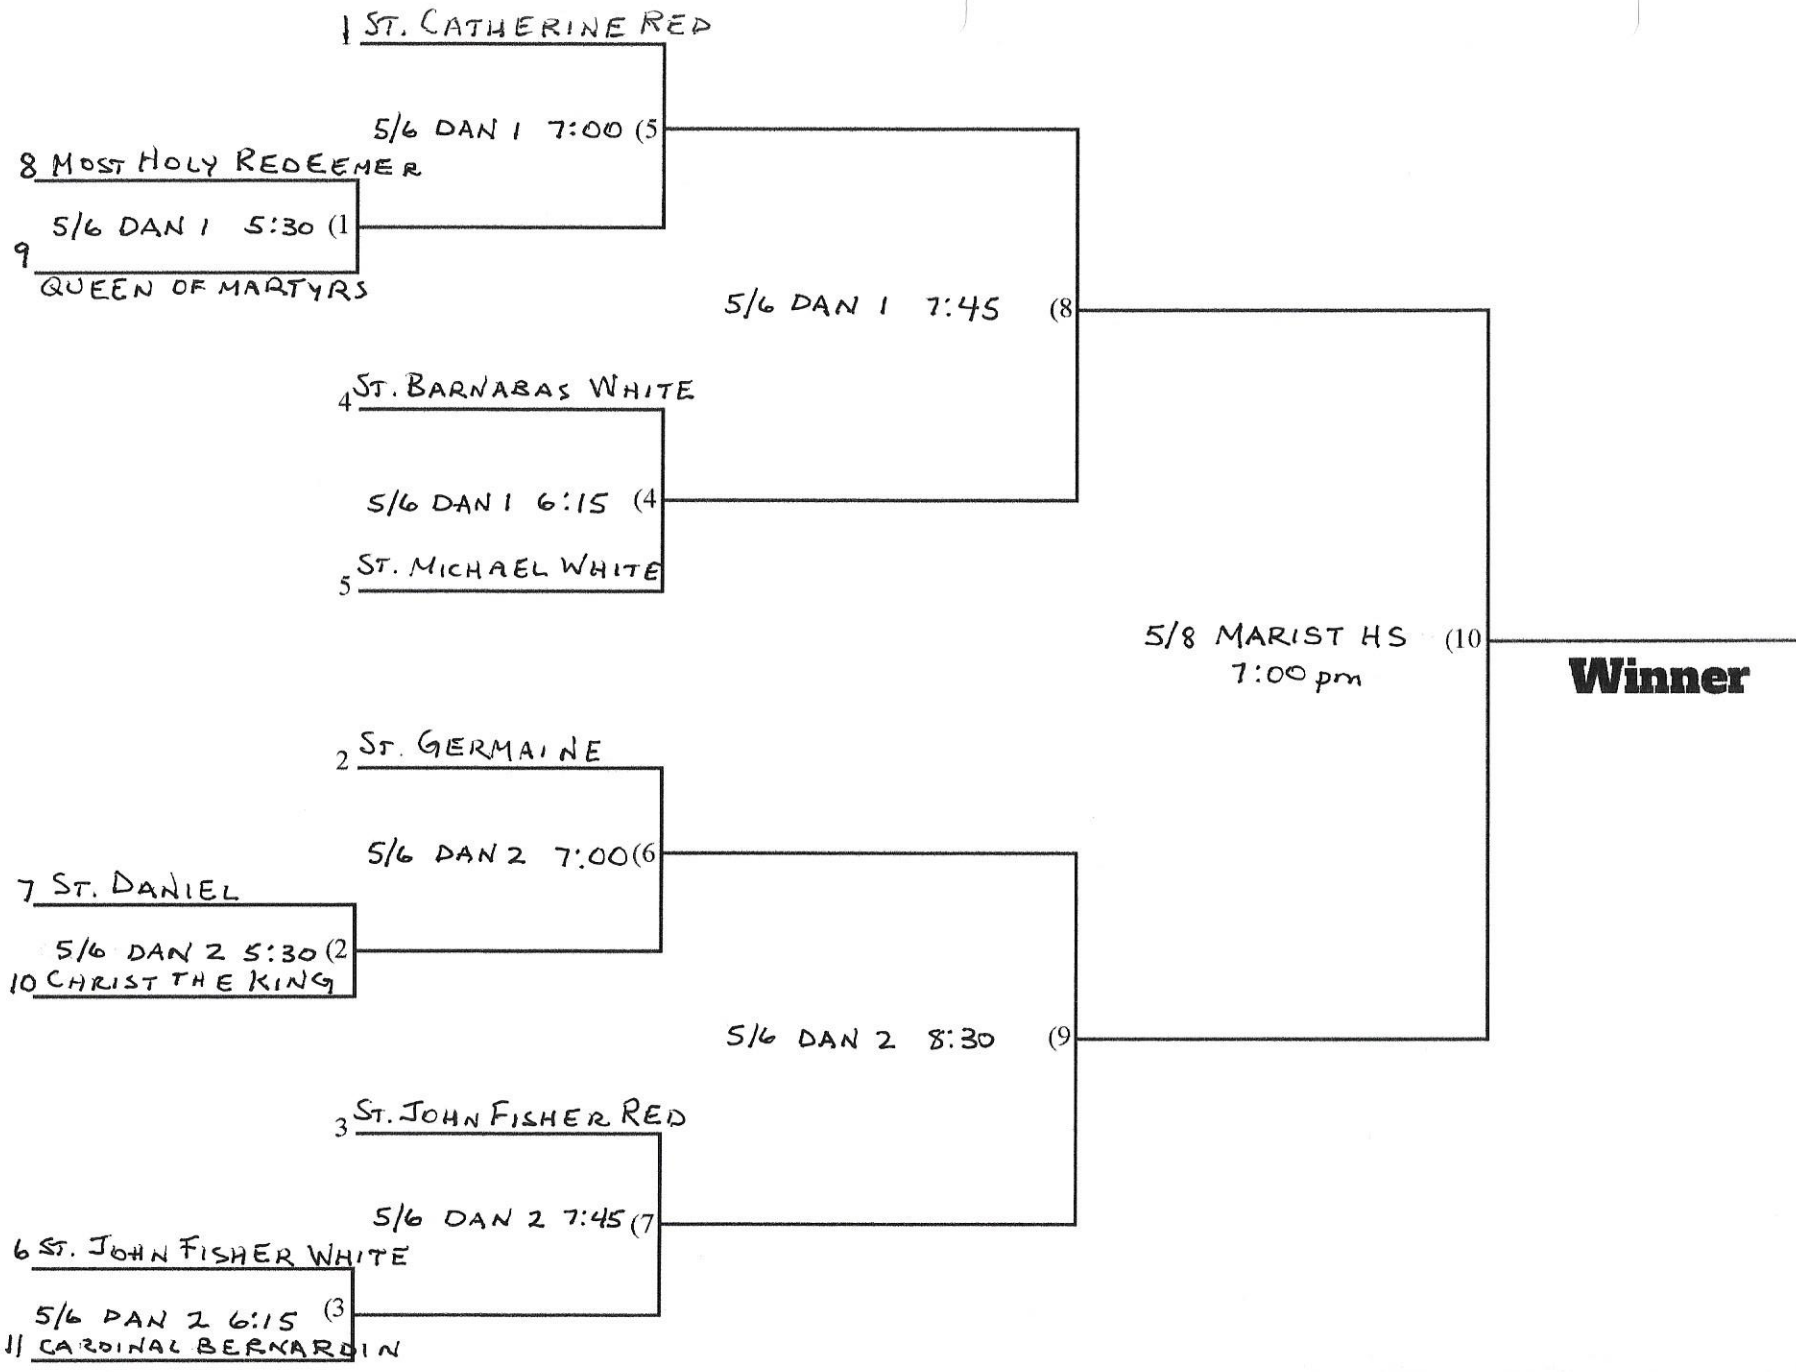 1 ST. CATHERINE RED
5/6 DAN 1 7:00 (5
8 MOST HOLY REDEEMER
5/6 DAN 1 5:30 (1
9
QUEEN OF MARTYRS
5/6 DAN 1 7:45 (8
4 ST. BARNABAS WHITE
5/6 DAN 1 6:15 (4
5 ST. MICHAEL WHITE
5/8 MARIST HS (10
7:00 pm
Winner
2 ST. GERMAINE
5/6 DAN 2 7:00 (6
7 ST. DANIEL
5/6 DAN 2 5:30 (2
10 CHRIST THE KING
5/6 DAN 2 8:30 (9
3 ST. JOHN FISHER RED
5/6 DAN 2 7:45 (7
6 ST. JOHN FISHER WHITE
5/6 DAN 2 6:15 (3
11 CARDINAL BERNARDIN